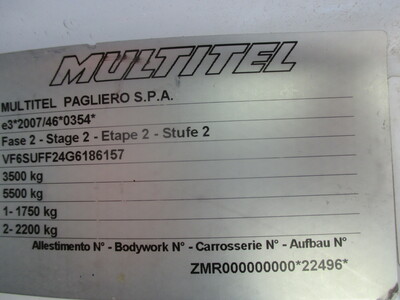 MULTITEL
MULTITEL PAGLIERO S.P.A.
e3*2007/46*0354*
Fase 2 - Stage 2 - Etape 2 - Stufe 2
VF6SUFF24G6186157
3500 kg
5500 kg
1- 1750 kg
2- 2200 kg
Allestimento N° - Bodywork N° - Carrosserie N° - Aufbau N°
ZMR000000000*22496*